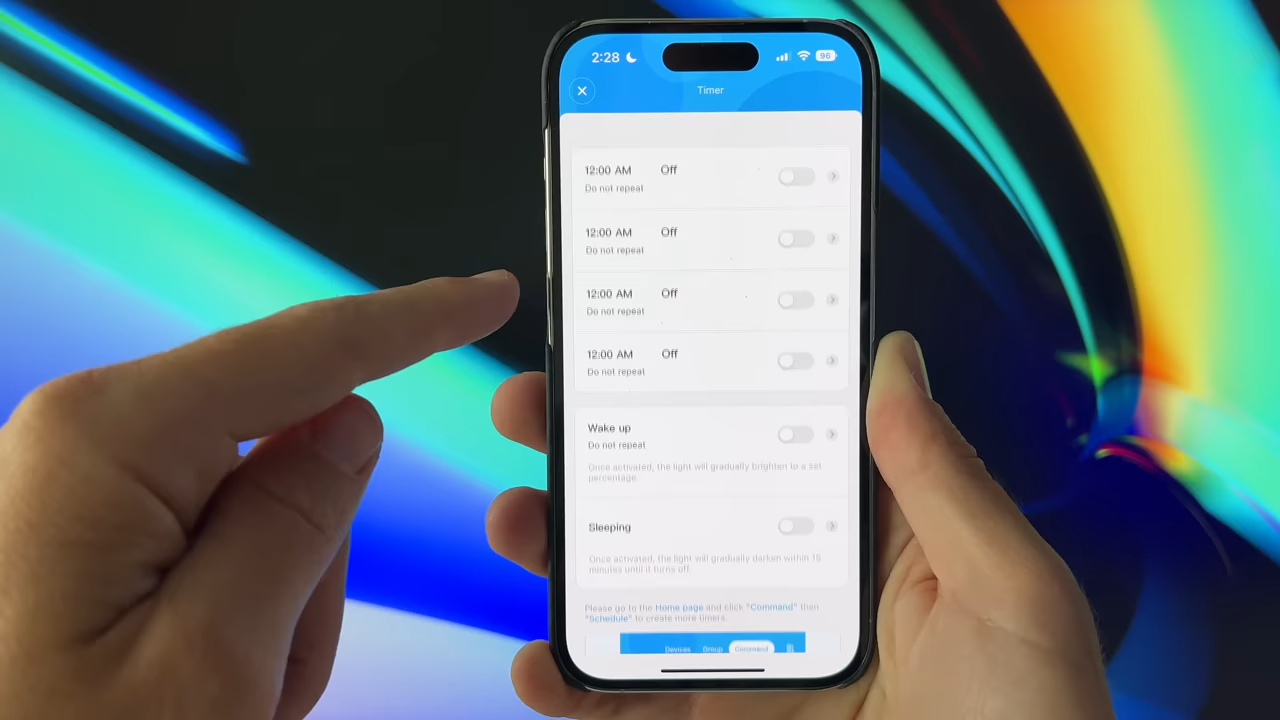 2:28
96
Timer
12:00 AM Off
Do not repeat
12:00 AM Off
Do not repeat
12:00 AM Off
Do not repeat
12:00 AM Off
Do not repeat
Wake up
Do not repeat
Once activated, the light will gradually brighten to a set
percentage.
Sleeping
Once activated, the light will gradually darken within 15
minutes until it turns off.
Please go to the Home page and click "Command" then
"Schedule" to create more timers.
Devices Group Command